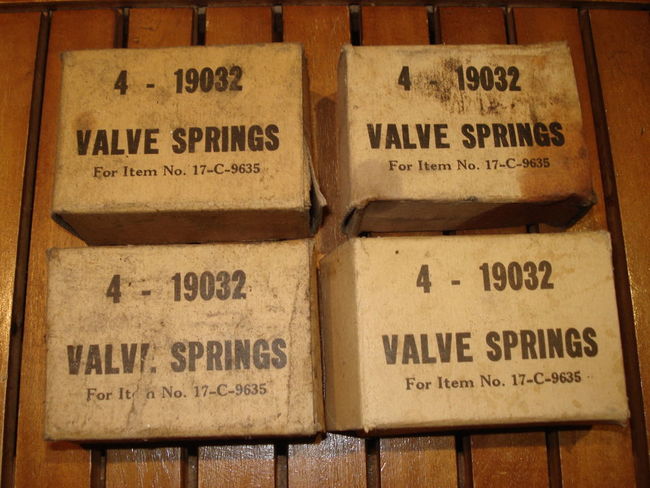 4 - 19032
VALVE SPRINGS
For Item No. 17-C-9635
4 19032
VALVE SPRINGS
For Item No. 17-C-9635
4 - 19032
VALVE SPRINGS
For Item No. 17-C-9635
4 - 19032
VALVE SPRINGS
For Item No. 17-C-9635